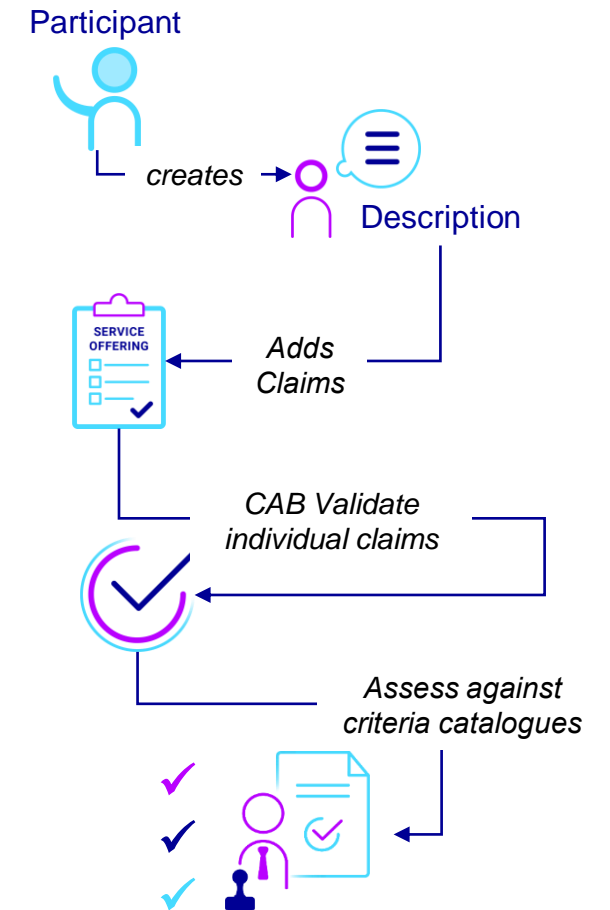 Participant
creates
Description
SERVICE
OFFERING
Adds
Claims
CAB Validate
individual claims
Assess against
criteria catalogues